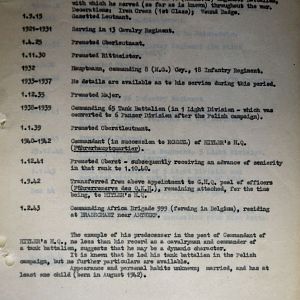 with which he served (so far as is known) throughout the war.
Decorations: Iron Cross (1st Class); Wound Badge.
1.9.15 Gazetted Leutnant.
1921-1931 Serving in 13 Cavalry Regiment.
1.4.25 Promoted Oberleutnant.
1.11.30 Promoted Rittmeister.
1932 Hauptmann, commanding 8 (M.G.) Coy., 18 Infantry Regiment.
1933-1937 No details are available as to his service during this period.
1.12.35 Promoted Major.
1938-1939 Commanding 65 Tank Battalion (in 4 Light Division - which was
converted to 6 Panzer Division after the Polish campaign).
1.1.39 Promoted Oberstleutnant.
1940-1942 Commandant (in succession to ROMMEL) of HITLER's H.Q.
(Führerhauptquartier).
1.12.41 Promoted Oberst - subsequently receiving an advance of seniority
in that rank to 1.10.40.
1.9.42 Transferred from above appointment to G.H.Q. pool of officers
(Führerreserve des O.K.H.), remaining attached, for the time
being, to HITLER's H.Q.
1.2.43 Commanding Africa Brigade 999 (forming in Belgium), residing
at BRASSCHAET near ANTWERP.
The example of his predecessor in the post of Commandant of
HITLER's H.Q., no less than his record as a cavalryman and commander of
a tank battalion, suggests that he may be a dynamic character.
It is known that he led his tank battalion in the Polish
campaign, but no further particulars are available.
Appearance and personal habits unknown; married, and has at
least one child (born in August 1942).